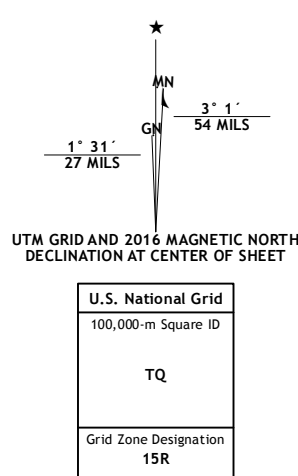 ★
MN
3° 1´
54 MILS
GN
1° 31´
27 MILS
UTM GRID AND 2016 MAGNETIC NORTH
DECLINATION AT CENTER OF SHEET
U.S. National Grid
100,000-m Square ID
TQ
Grid Zone Designation
15R